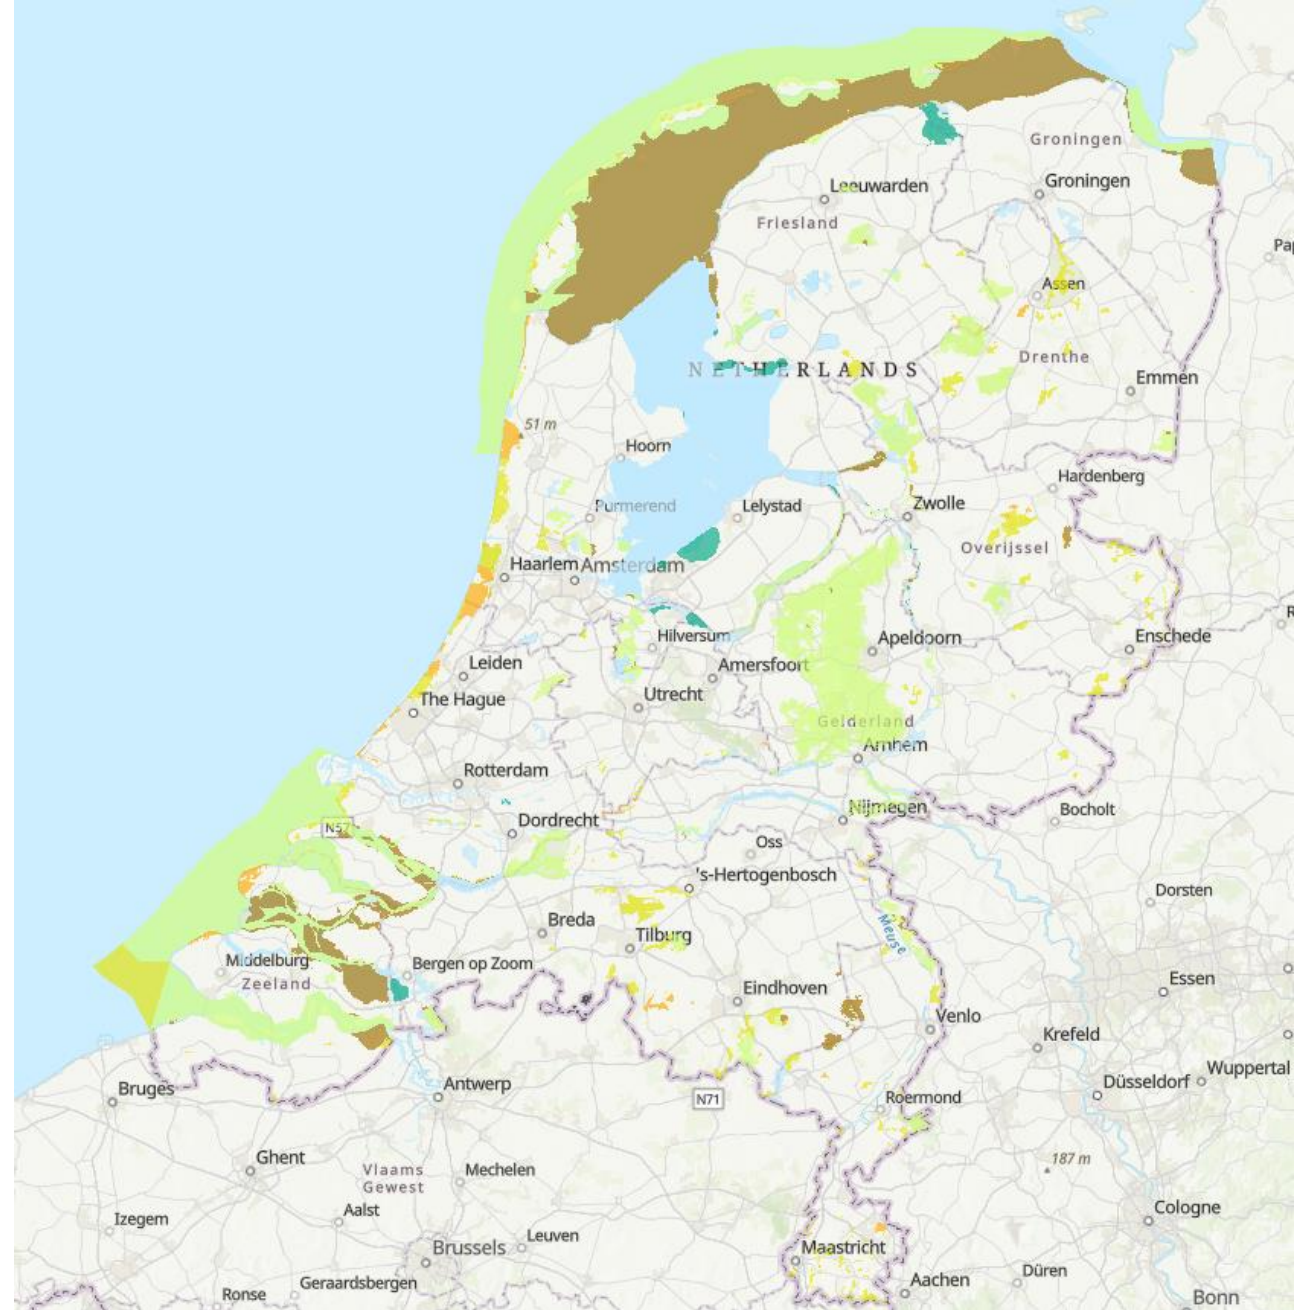 Groningen
Groningen
Leeuwarden
Friesland
Pa
Assen
NETHERLANDS
Drenthe
Emmen
51 m
Hoorn
Hardenberg
Purmerend
Lelystad
Zwolle
Overijssel
Haarlem
Amsterdam
Hilversum
Apeldoorn
Enschede
Leiden
Amersfoort
The Hague
Utrecht
Gelderland
Arnhem
Rotterdam
Nijmegen
Bocholt
N57
Dordrecht
Oss
's-Hertogenbosch
Dorsten
Breda
Tilburg
Meuse
Middelburg
Bergen op Zoom
Zeeland
Eindhoven
Essen
Venlo
Krefeld
Bruges
Antwerp
N71
Roermond
Düsseldorf
Wuppertal
Ghent
Vlaams
Gewest
Mechelen
187 m
Aalst
Izegem
Cologne
Leuven
Brussels
Maastricht
Geraardsbergen
Aachen
Düren
Ronse
Bonn